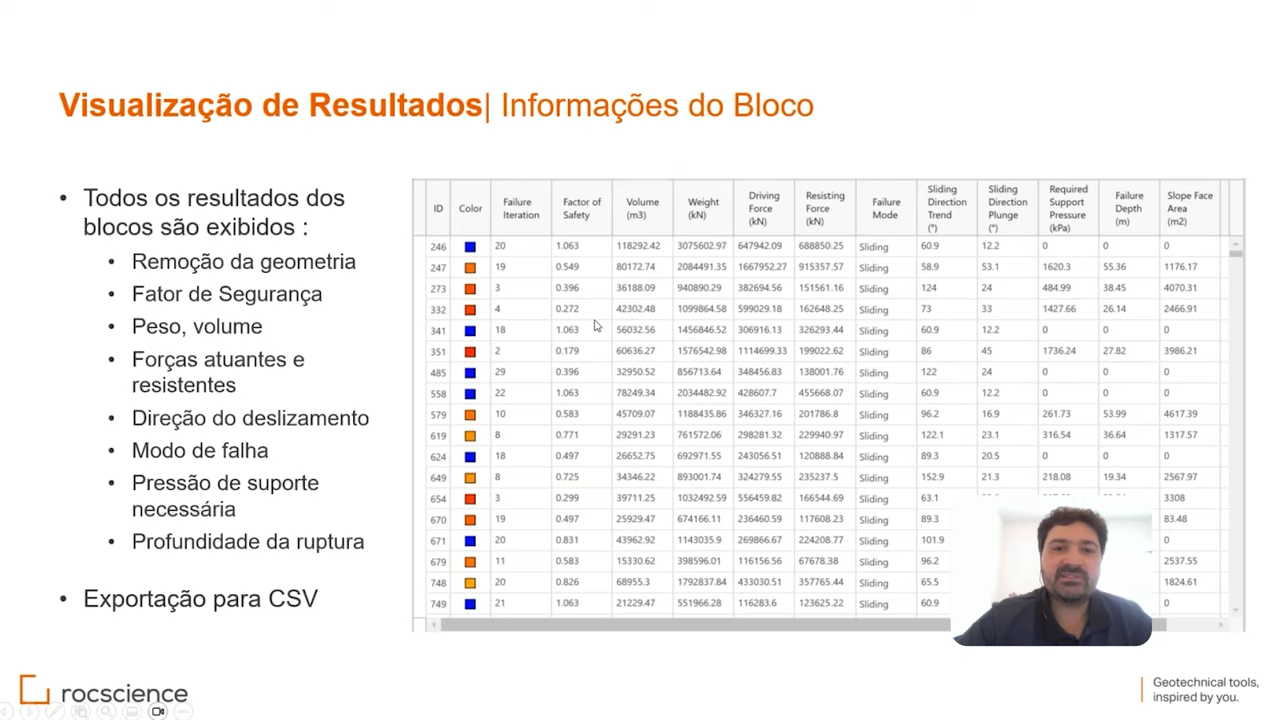 Visualização de Resultados| Informações do Bloco
• Todos os resultados dos
blocos são exibidos :
• Remoção da geometria
• Fator de Segurança
• Peso, volume
• Forças atuantes e
resistentes
• Direção do deslizamento
• Modo de falha
• Pressão de suporte
necessária
• Profundidade da ruptura
• Exportação para CSV
ID Color Failure Iteration Factor of Safety Volume (m3) Weight (kN) Driving Force (kN) Resisting Force (kN) Failure Mode Sliding Direction Trend (°) Sliding Direction Plunge (°) Required Support Pressure (kPa) Failure Depth (m) Slope Face Area (m2)
246 20 1.063 118292.42 3075602.97 647942.09 688850.25 Sliding 60.9 12.2 0 0 0
247 19 0.549 80172.74 2084491.35 1667952.27 915357.57 Sliding 58.9 53.1 1620.3 55.36 1176.17
273 3 0.396 36188.09 940890.29 382694.56 151561.16 Sliding 124 24 484.99 38.45 4070.31
332 4 0.272 42302.48 1099864.58 599029.18 162648.25 Sliding 73 33 1427.66 26.14 2466.91
341 18 1.063 56032.56 1456846.52 306916.13 326293.44 Sliding 60.9 12.2 0 0 0
351 2 0.179 60636.27 1576542.98 1114699.33 199022.62 Sliding 86 45 1736.24 27.82 3986.21
485 29 0.396 32950.52 856713.64 348456.83 138001.76 Sliding 122 24 0 0 0
558 22 1.063 78249.34 2034482.92 428607.7 455668.07 Sliding 60.9 12.2 0 0 0
579 10 0.583 45709.07 1188435.86 346327.16 201786.8 Sliding 96.2 16.9 261.73 53.99 4617.39
619 8 0.771 29291.23 761572.06 298281.32 229940.97 Sliding 122.1 23.1 316.54 36.64 1317.57
624 18 0.497 26652.75 692971.55 243056.51 120888.84 Sliding 89.3 20.5 0 0 0
649 8 0.725 34346.22 893001.74 324279.55 235237.5 Sliding 152.9 21.3 218.08 19.34 2567.97
654 3 0.299 39711.25 1032492.59 556459.82 166544.69 Sliding 63.1 3308
670 19 0.497 25929.47 674166.11 236460.59 117608.23 Sliding 89.3 83.48
671 20 0.831 43962.92 1143035.9 269866.67 224208.77 Sliding 101.9 0
679 11 0.583 15330.62 398596.01 116156.56 67678.38 Sliding 96.2 2537.55
748 20 0.826 68955.3 1792837.84 433030.51 357765.44 Sliding 65.5 1824.61
749 21 1.063 21229.47 551966.28 116283.6 123625.22 Sliding 60.9 0
rocscience
Geotechnical tools,
inspired by you.